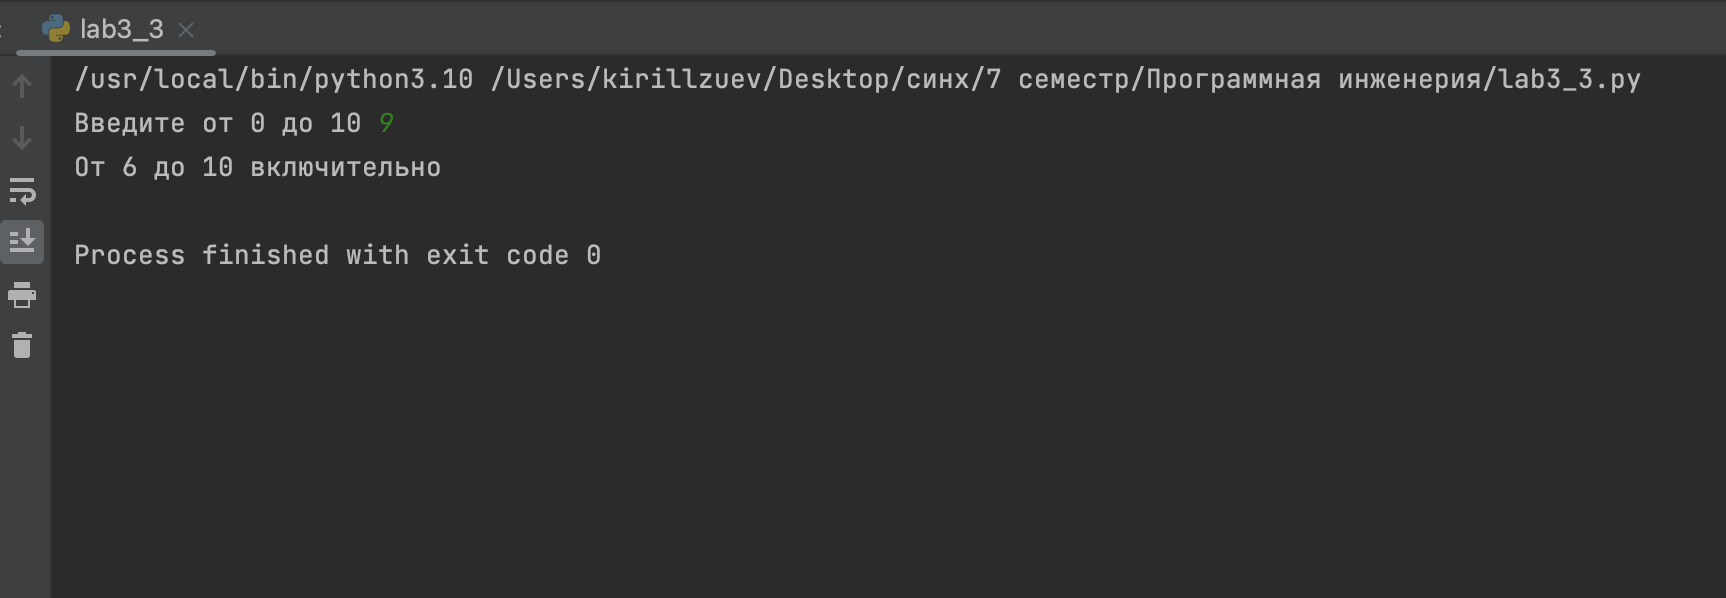 lab3_3
/usr/local/bin/python3.10 /Users/kirillzuev/Desktop/синх/7 семестр/Программная инженерия/lab3_3.py
Введите от 0 до 10 9
От 6 до 10 включительно
Process finished with exit code 0